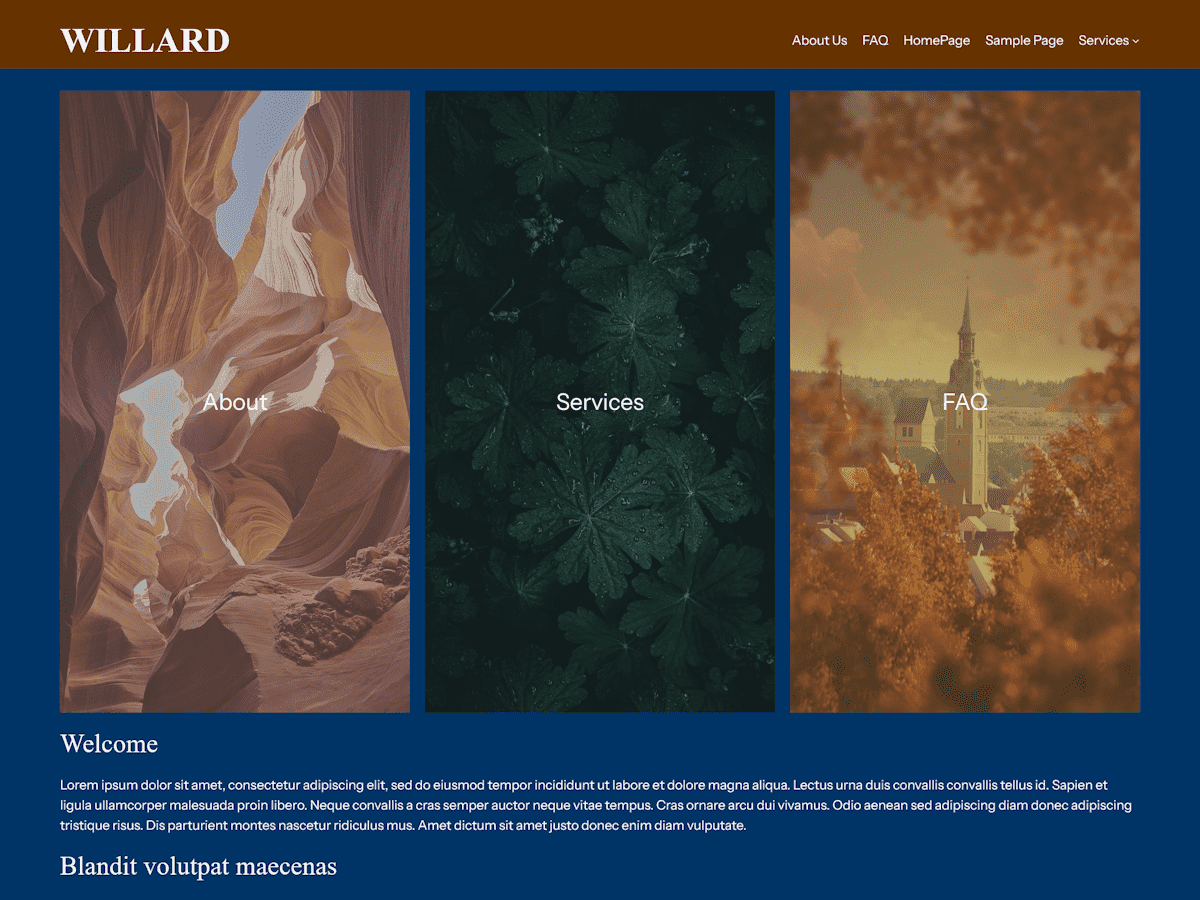 WILLARD
About Us FAQ HomePage Sample Page Services
About
Services
FAQ
Welcome
Lorem ipsum dolor sit amet, consectetur adipiscing elit, sed do eiusmod tempor incididunt ut labore et dolore magna aliqua. Lectus urna duis convallis convallis tellus id. Sapien et
ligula ullamcorper malesuada proin libero. Neque convallis a cras semper auctor neque vitae tempus. Cras ornare arcu dui vivamus. Odio aenean sed adipiscing diam donec adipiscing
tristique risus. Dis parturient montes nascetur ridiculus mus. Amet dictum sit amet justo donec enim diam vulputate.
Blandit volutpat maecenas